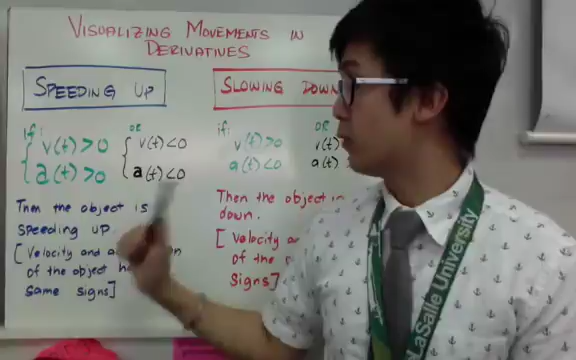 VISUALIZING MOVEMENTS IN
DERIVATIVES
SPEEDING UP
if:
v(t) > 0
a(t) > 0
OR
v(t) < 0
a(t) < 0
Then the object is
speeding up.
[Velocity and
of the object
same signs]
SLOWING DOWN
if:
v(t) > 0
a(t) < 0
OR
v(t)
a(t) >
Then the object
down.
[Velocity
of the
signs]
LaSalle University